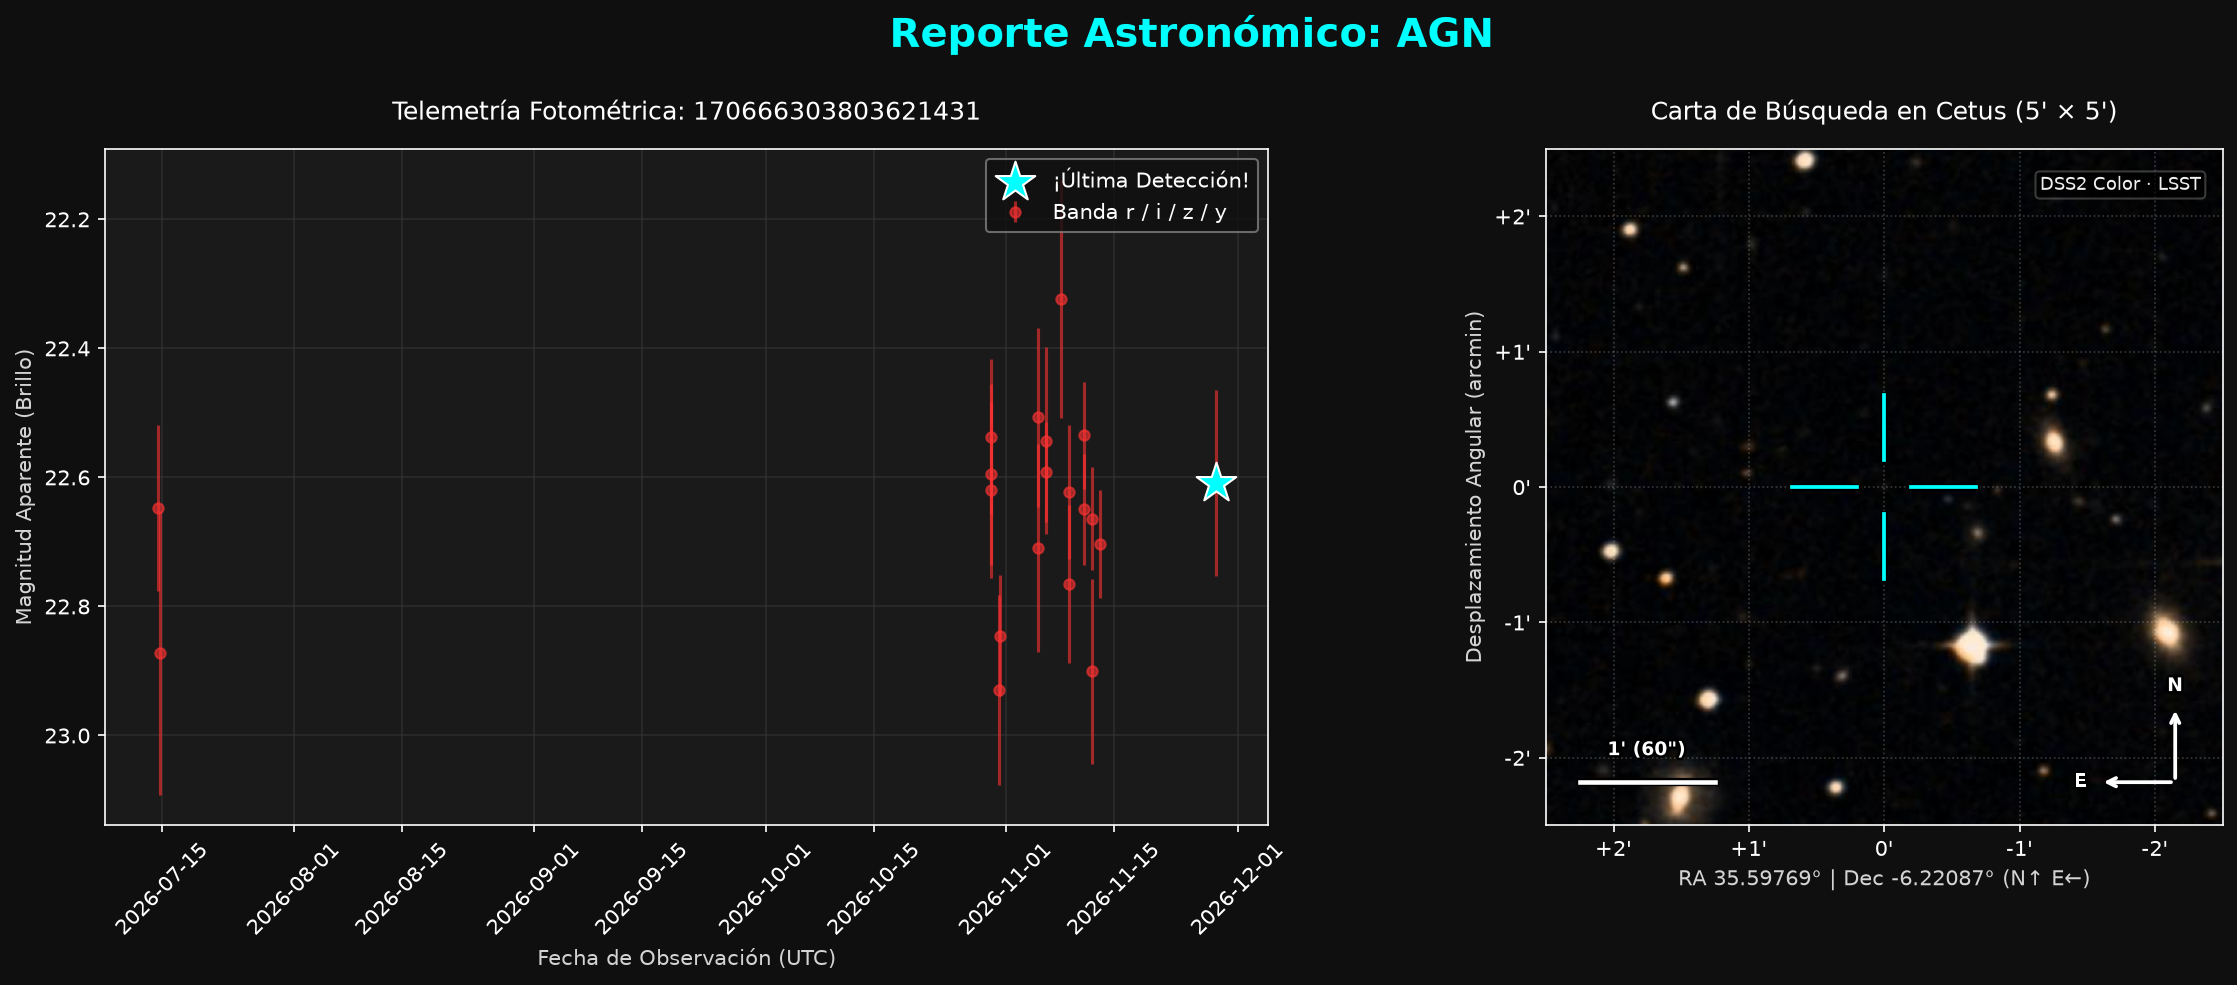 Reporte Astronómico: AGN
Telemetría Fotométrica: 170666303803621431
¡Última Detección!
Banda r / i / z / y
Magnitud Aparente (Brillo)
22.2
22.4
22.6
22.8
23.0
2026-07-15
2026-08-01
2026-08-15
2026-09-01
2026-09-15
2026-10-01
2026-10-15
2026-11-01
2026-11-15
2026-12-01
Fecha de Observación (UTC)
Carta de Búsqueda en Cetus (5' × 5')
DSS2 Color · LSST
Desplazamiento Angular (arcmin)
+2'
+1'
0'
-1'
-2'
N
E
1' (60")
+2'
+1'
0'
-1'
-2'
RA 35.59769° | Dec -6.22087° (N↑ E←)